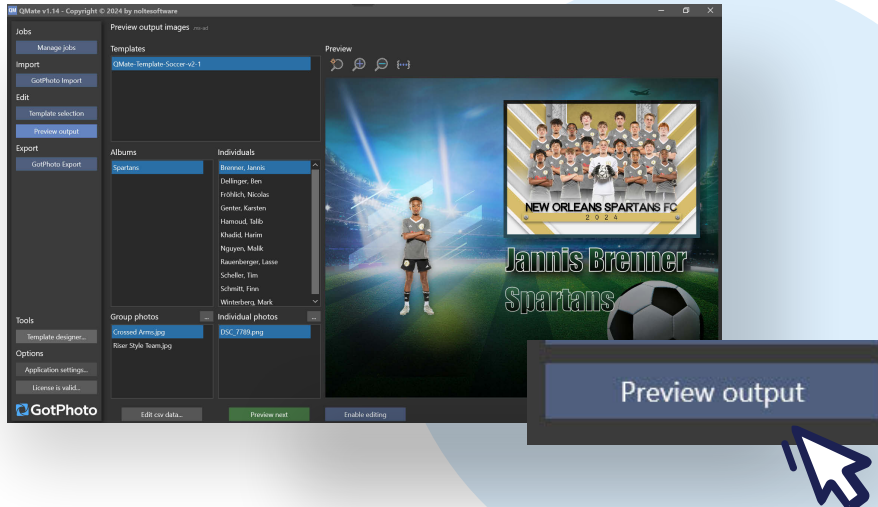 QM QMate v1.14 - Copyright © 2024 by noltesoftware
Jobs
Manage jobs
Import
GotPhoto Import
Edit
Template selection
Preview output
Export
GotPhoto Export
Tools
Template designer...
Options
Application settings...
License is valid...
GotPhoto
Preview output images
Templates
QMate-Template-Soccer-v2-1
Albums
Spartans
Individuals
Brenner, Jannis
Dellinger, Ben
Fröhlich, Nicolas
Genter, Karsten
Hamoud, Talib
Khadid, Harim
Nguyen, Malik
Rauenberger, Lasse
Scheller, Tim
Schmitt, Finn
Winterberg, Mark
Group photos ...
Crossed Arms.jpg
Riser Style Team.jpg
Individual photos ...
DSC_7789.png
Edit csv data...
Preview next
Enable editing
Preview
NEW ORLEANS SPARTANS FC
2024
Jannis Brenner
Spartans
Preview output